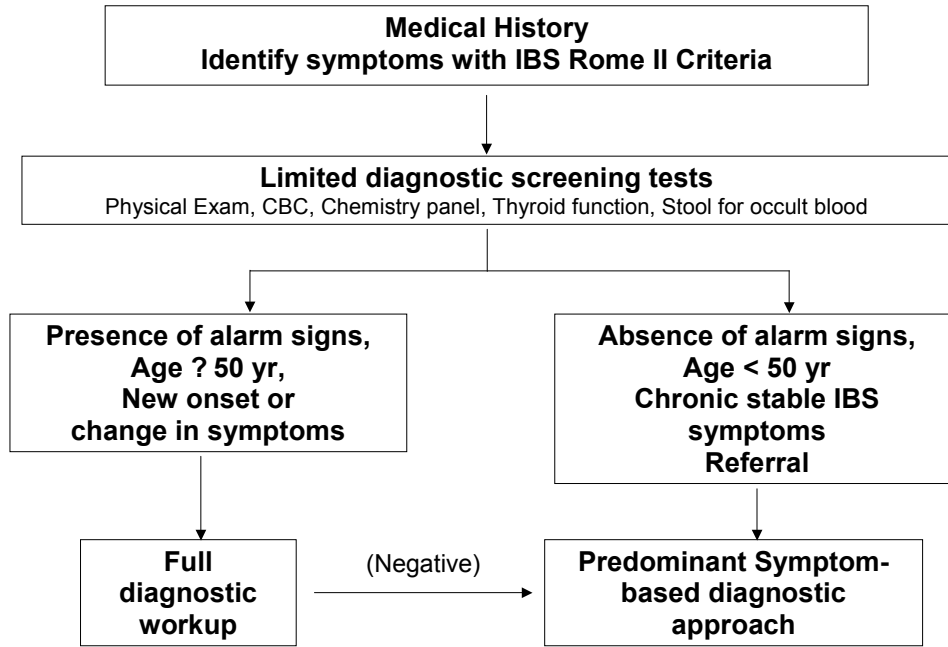 Medical History
Identify symptoms with IBS Rome II Criteria
Limited diagnostic screening tests
Physical Exam, CBC, Chemistry panel, Thyroid function, Stool for occult blood
Presence of alarm signs,
Age ? 50 yr,
New onset or
change in symptoms
Absence of alarm signs,
Age < 50 yr
Chronic stable IBS
symptoms
Referral
Full
diagnostic
workup
(Negative)
Predominant Symptom-
based diagnostic
approach